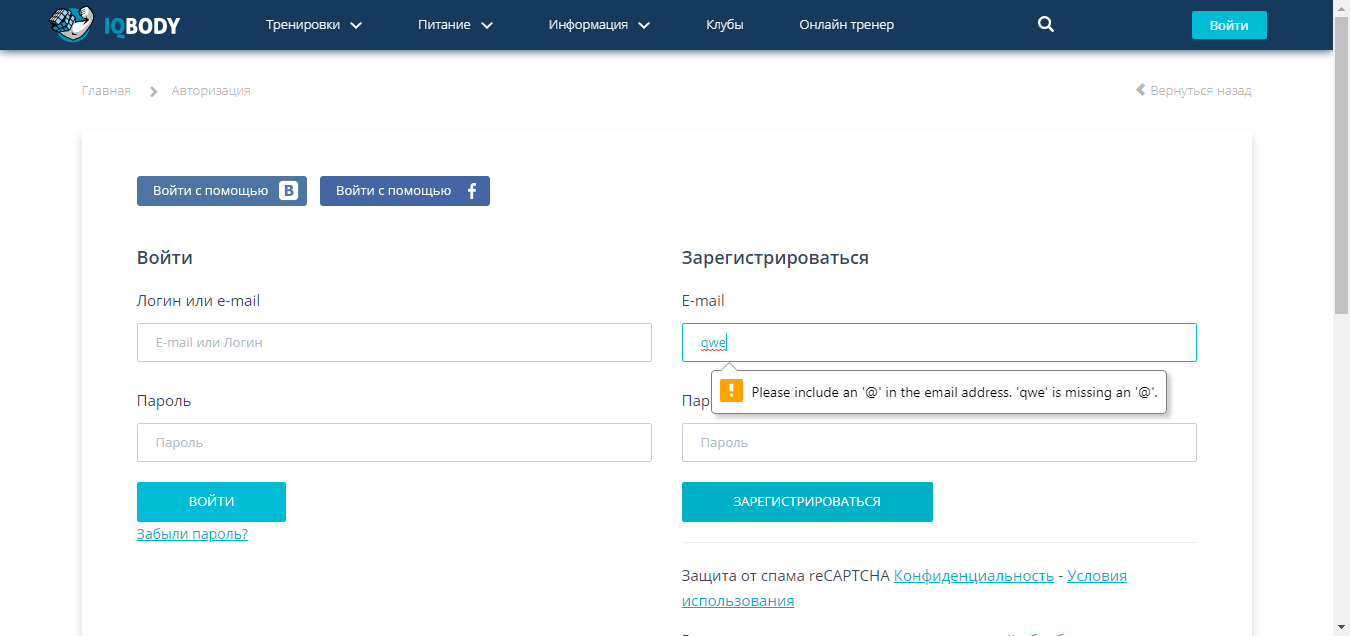 IQBODY Тренировки Питание Информация Клубы Онлайн тренер Войти
Главная Авторизация Вернуться назад
Войти с помощью B Войти с помощью f
Войти
Логин или e-mail
E-mail или Логин
Пароль
Пароль
ВОЙТИ
Забыли пароль?
Зарегистрироваться
E-mail
qwe
Please include an '@' in the email address. 'qwe' is missing an '@'.
Пароль
ЗАРЕГИСТРИРОВАТЬСЯ
Защита от спама reCAPTCHA Конфиденциальность - Условия
использования